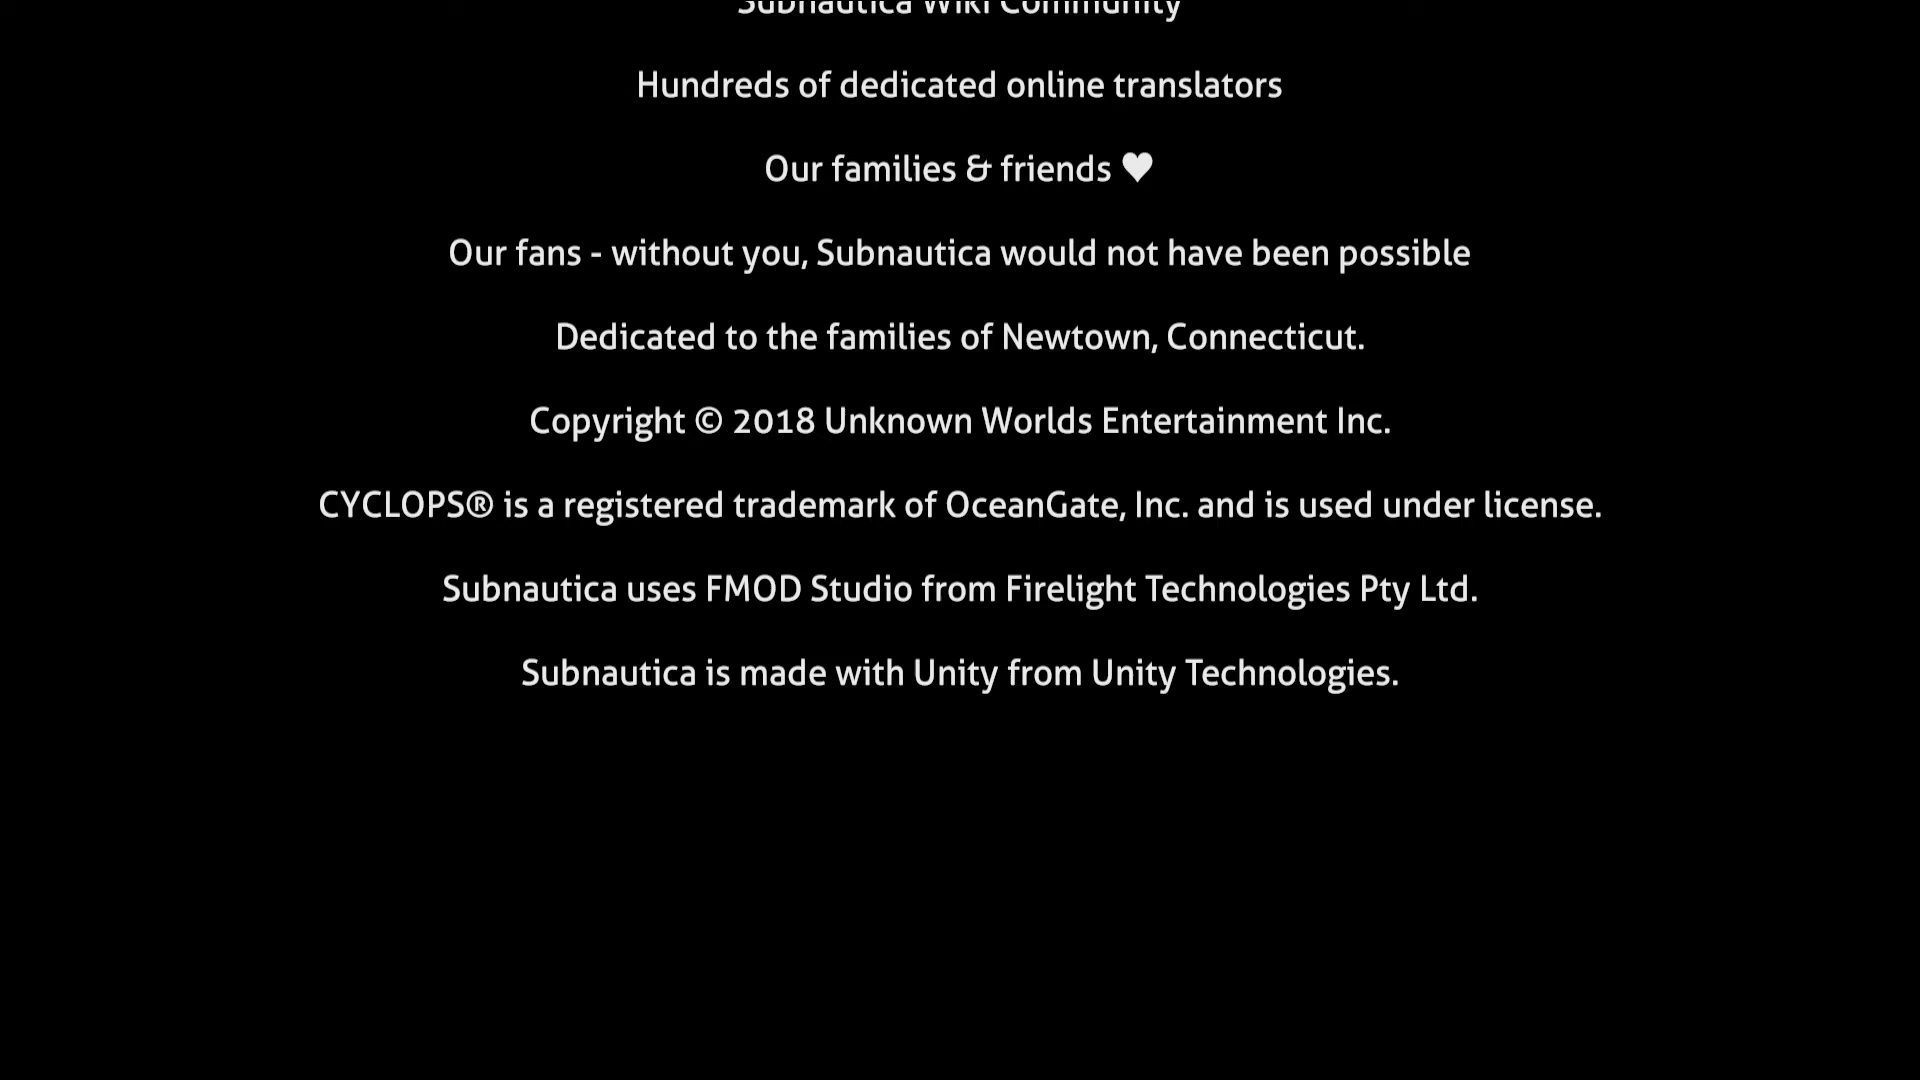 Subnautica Wiki Community
Hundreds of dedicated online translators
Our families & friends ♥
Our fans - without you, Subnautica would not have been possible
Dedicated to the families of Newtown, Connecticut.
Copyright © 2018 Unknown Worlds Entertainment Inc.
CYCLOPS® is a registered trademark of OceanGate, Inc. and is used under license.
Subnautica uses FMOD Studio from Firelight Technologies Pty Ltd.
Subnautica is made with Unity from Unity Technologies.